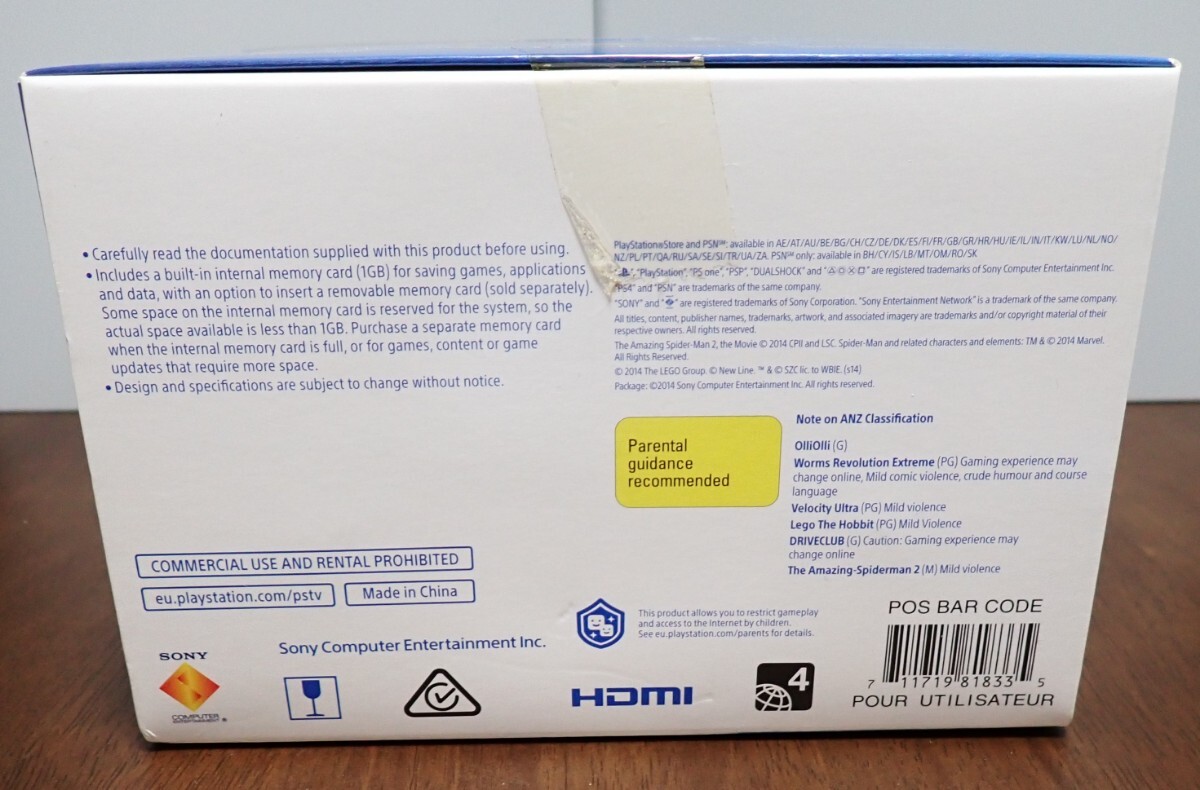 • Carefully read the documentation supplied with this product before using.
• Includes a built-in internal memory card (1GB) for saving games, applications
and data, with an option to insert a removable memory card (sold separately).
Some space on the internal memory card is reserved for the system, so the
actual space available is less than 1GB. Purchase a separate memory card
when the internal memory card is full, or for games, content or game
updates that require more space.
• Design and specifications are subject to change without notice.
PlayStation®Store and PSN℠: available in AE/AT/AU/BE/BG/CH/CZ/DE/DK/ES/FI/FR/GB/GR/HR/HU/IE/IL/IN/IT/KW/LU/NL/NO/
NZ/PL/PT/QA/RU/SA/SE/SI/TR/UA/ZA. PSN℠ only: available in BH/CY/IS/LB/MT/OM/RO/SK
", "PlayStation", "PS one", "PSP", "DUALSHOCK" and "△○×□" are registered trademarks of Sony Computer Entertainment Inc.
"PS4" and "PSN" are trademarks of the same company.
"SONY" and " " are registered trademarks of Sony Corporation. "Sony Entertainment Network" is a trademark of the same company.
All titles, content, publisher names, trademarks, artwork, and associated imagery are trademarks and/or copyright material of their
respective owners. All rights reserved.
The Amazing Spider-Man 2, the Movie © 2014 CPII and LSC. Spider-Man and related characters and elements: TM & © 2014 Marvel.
All Rights Reserved.
© 2014 The LEGO Group. © New Line. ™ & © SZC lic. to WBIE. (s14)
Package: ©2014 Sony Computer Entertainment Inc. All rights reserved.
Parental
guidance
recommended
Note on ANZ Classification
OlliOlli (G)
Worms Revolution Extreme (PG) Gaming experience may
change online, Mild comic violence, crude humour and course
language
Velocity Ultra (PG) Mild violence
Lego The Hobbit (PG) Mild Violence
DRIVECLUB (G) Caution: Gaming experience may
change online
The Amazing-Spiderman 2 (M) Mild violence
COMMERCIAL USE AND RENTAL PROHIBITED
eu.playstation.com/pstv
Made in China
This product allows you to restrict gameplay
and access to the Internet by children.
See eu.playstation.com/parents for details.
Sony Computer Entertainment Inc.
SONY
COMPUTER
ENTERTAINMENT ®
HDMI
4
POS BAR CODE
7 11719 81833 5
POUR UTILISATEUR